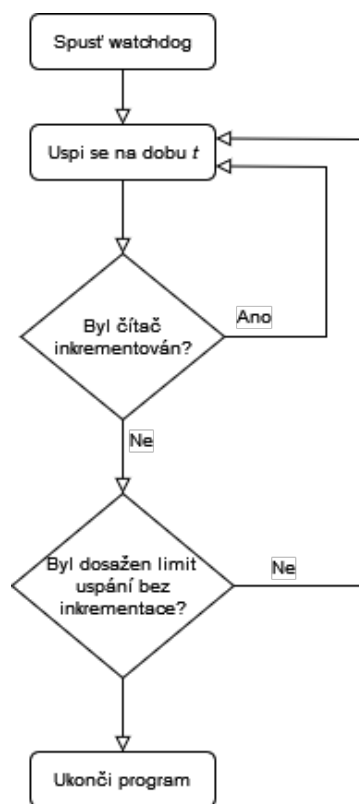 Spusť watchdog
Uspi se na dobu t
Byl čítač
inkrementován?
Ano
Ne
Byl dosažen limit
uspání bez
inkrementace?
Ne
Ukonči program